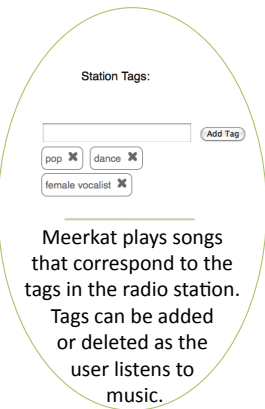 Station Tags:
Add Tag
pop ✖ dance ✖
female vocalist ✖
Meerkat plays songs
that correspond to the
tags in the radio station.
Tags can be added
or deleted as the
user listens to
music.